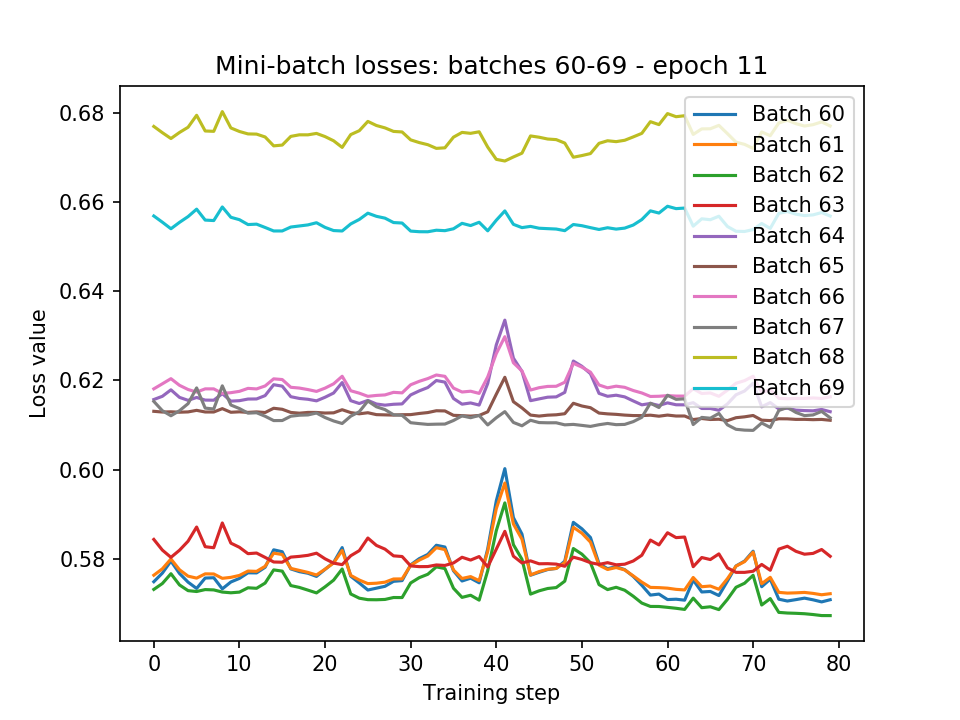 Mini-batch losses: batches 60-69 - epoch 11
Loss value
0.68
0.66
0.64
0.62
0.60
0.58
Batch 60
Batch 61
Batch 62
Batch 63
Batch 64
Batch 65
Batch 66
Batch 67
Batch 68
Batch 69
0 10 20 30 40 50 60 70 80
Training step